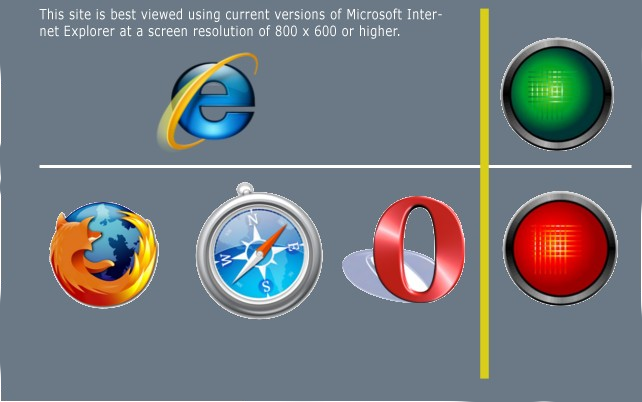 This site is best viewed using current versions of Microsoft Inter-
net Explorer at a screen resolution of 800 x 600 or higher.
N
W E
S